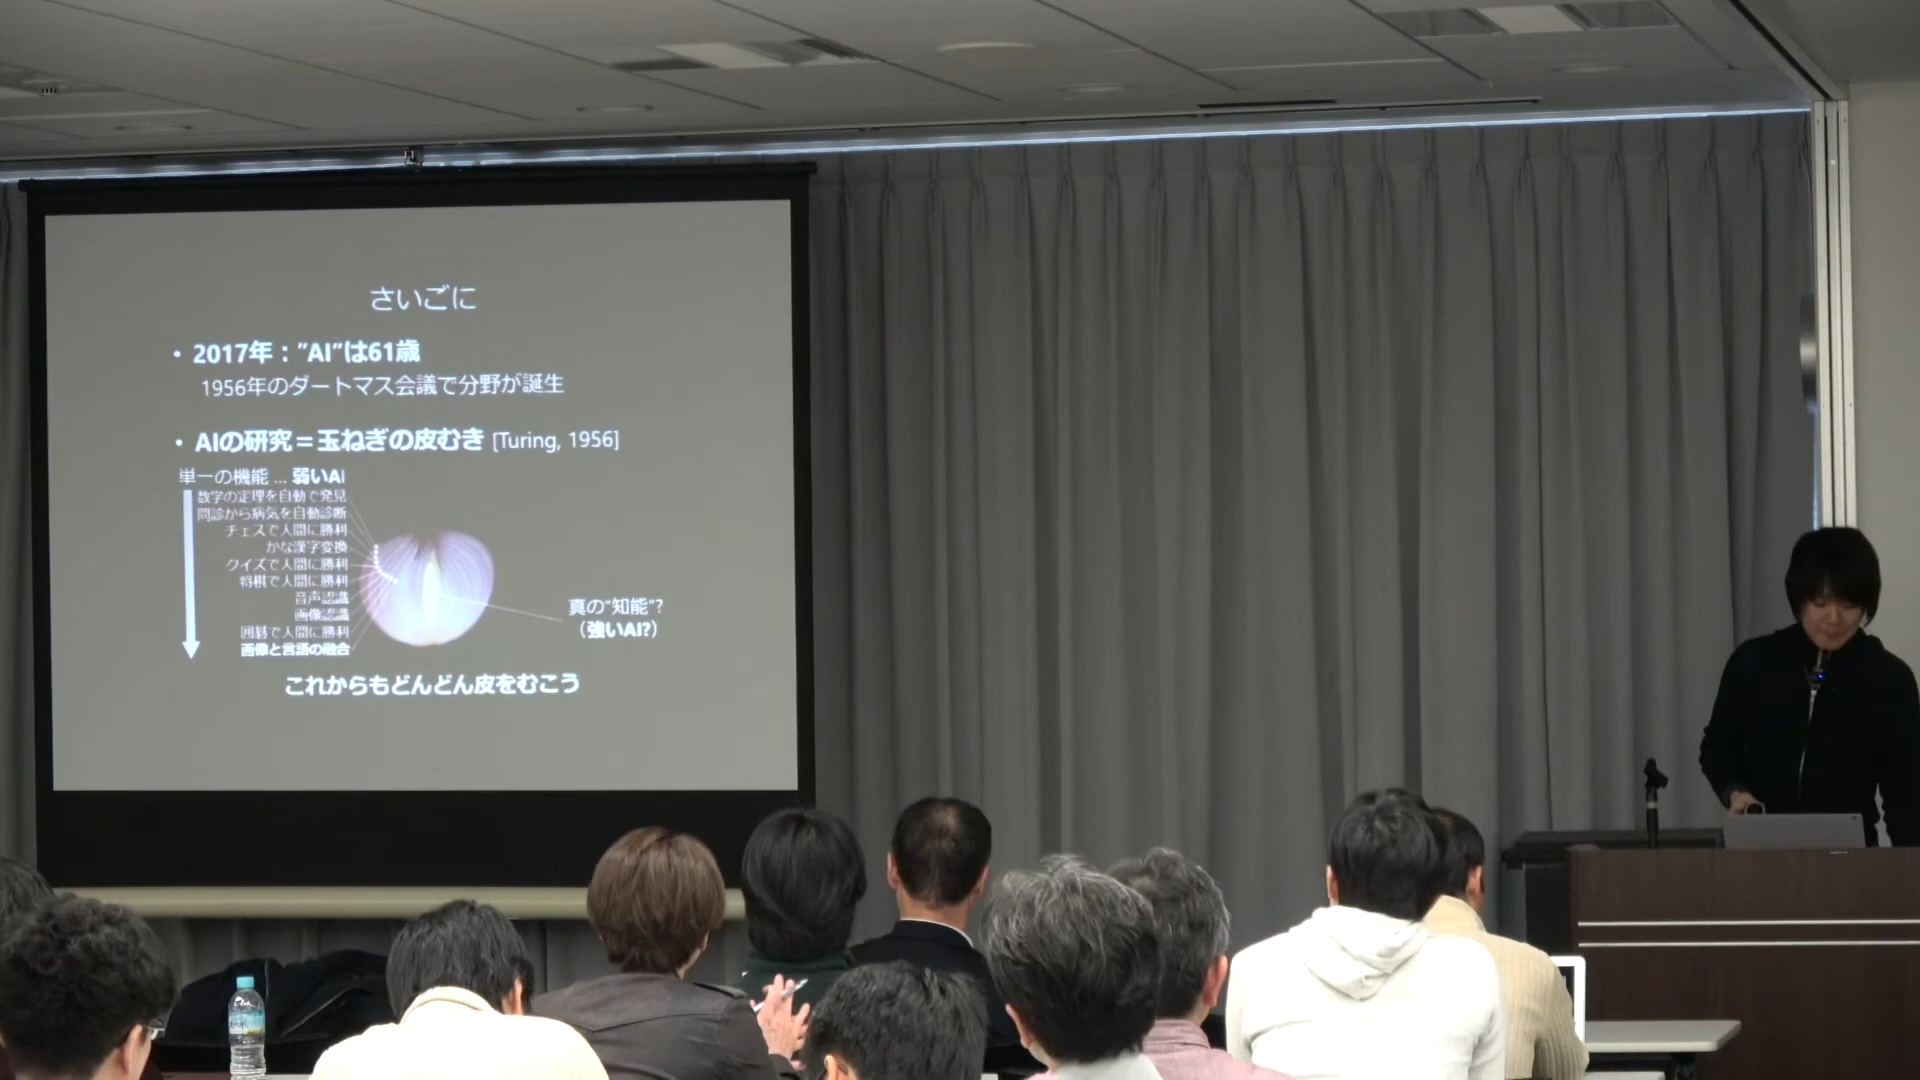 さいごに
• 2017年：”AI”は61歳
1956年のダートマス会議で分野が誕生
• AIの研究＝玉ねぎの皮むき [Turing, 1956]
単一の機能 ... 弱いAI
数学の定理を自動で発見
問診から病気を自動診断
チェスで人間に勝利
かな漢字変換
クイズで人間に勝利
将棋で人間に勝利
音声認識
画像認識
囲碁で人間に勝利
画像と言語の融合
真の“知能”?
（強いAI?）
これからもどんどん皮をむこう